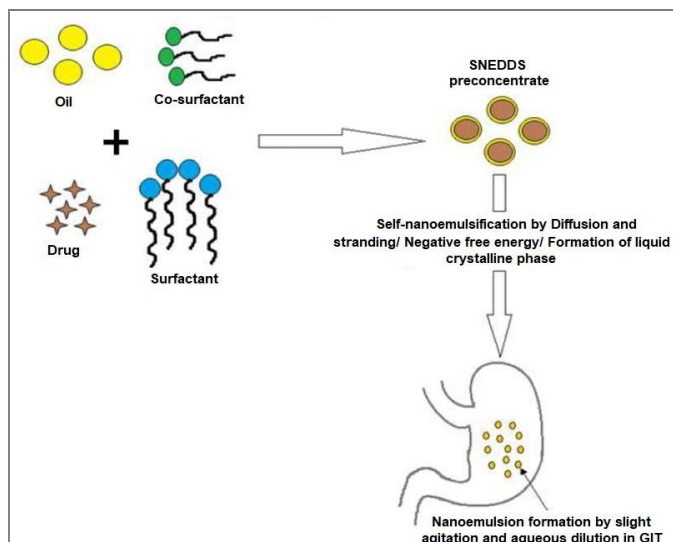 Oil
Co-surfactant
+
Drug
Surfactant
SNEDDS
preconcentrate
Self-nanoemulsification by Diffusion and
stranding/ Negative free energy/ Formation of liquid
crystalline phase
Nanoemulsion formation by slight
agitation and aqueous dilution in GIT